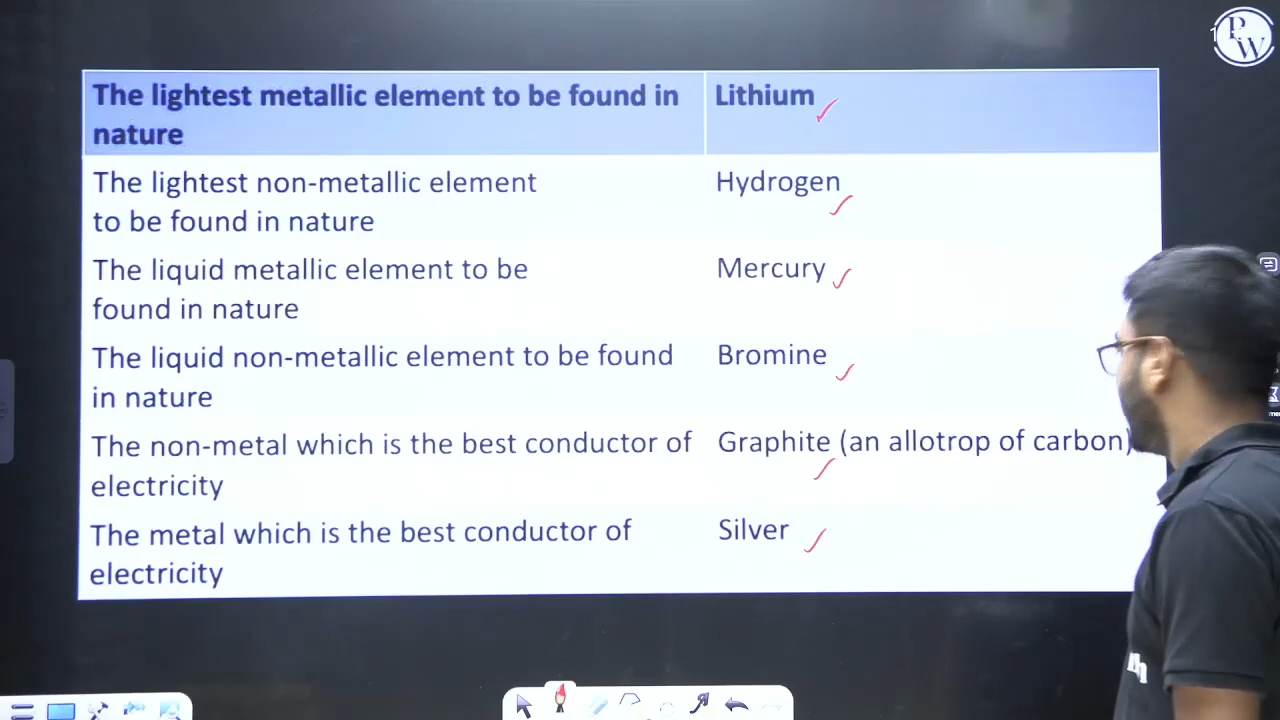 PW
The lightest metallic element to be found in
nature
Lithium
The lightest non-metallic element
to be found in nature
Hydrogen
The liquid metallic element to be
found in nature
Mercury
The liquid non-metallic element to be found
in nature
Bromine
The non-metal which is the best conductor of
electricity
Graphite (an allotrop of carbon)
The metal which is the best conductor of
electricity
Silver